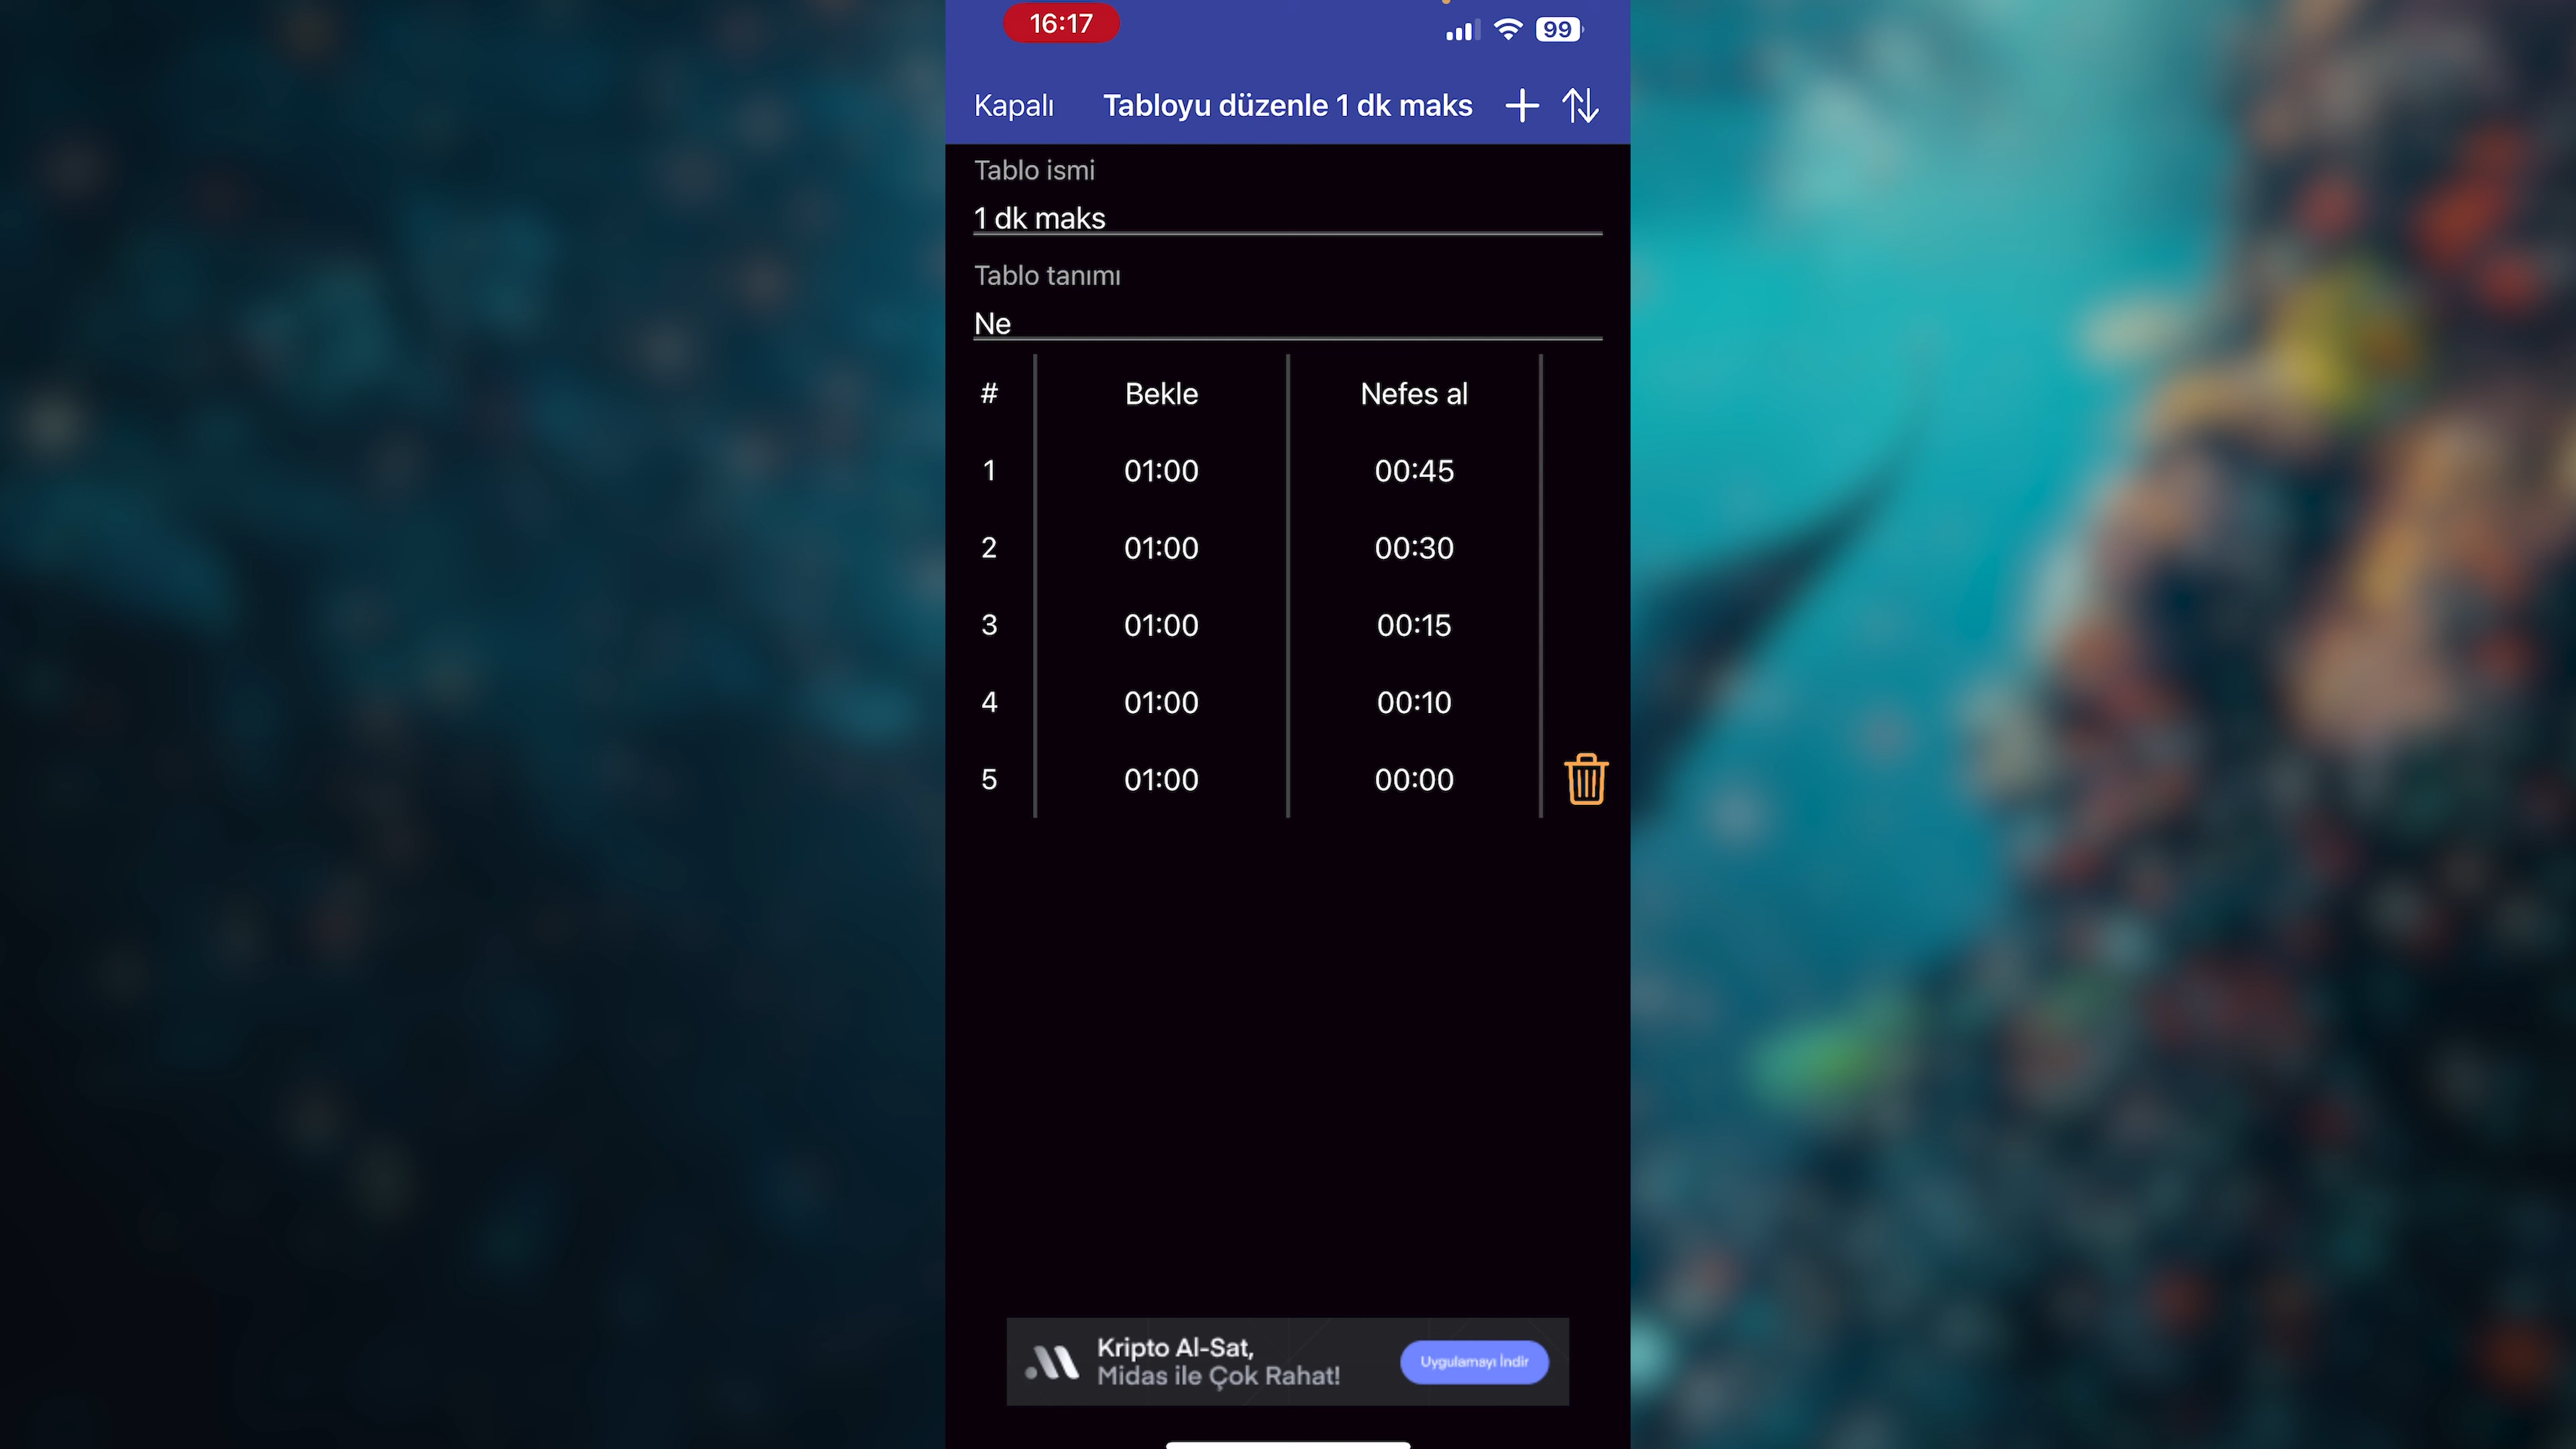 16:17
99
Kapalı Tabloyu düzenle 1 dk maks
Tablo ismi
1 dk maks
Tablo tanımı
Ne
# Bekle Nefes al
1 01:00 00:45
2 01:00 00:30
3 01:00 00:15
4 01:00 00:10
5 01:00 00:00
Kripto Al-Sat,
Midas ile Çok Rahat!
Uygulamayı İndir